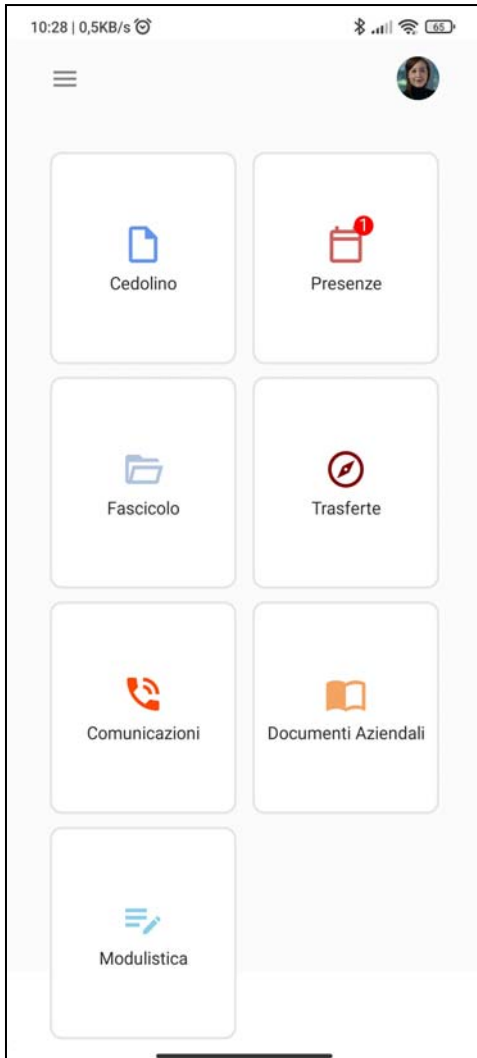 10:28 | 0,5KB/s
65
Cedolino
1
Presenze
Fascicolo
Trasferte
Comunicazioni
Documenti Aziendali
Modulistica